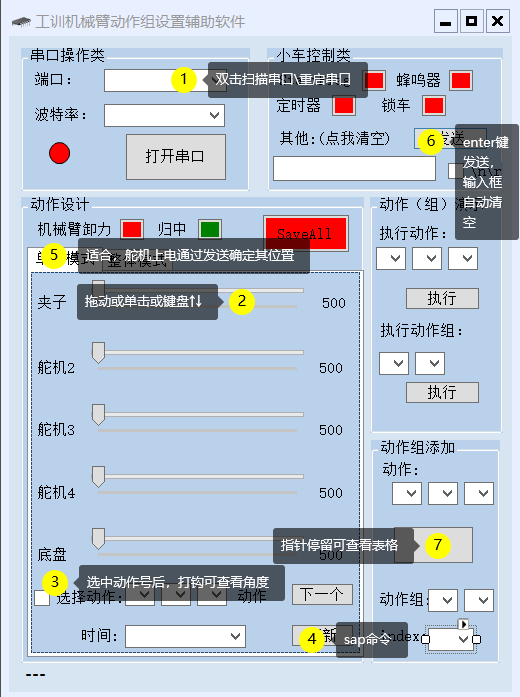 工训机械臂动作组设置辅助软件
串口操作类
端口：
1
双击扫描串口\重启串口
波特率：
打开串口
小车控制类
蜂鸣器
定时器
锁车
其他:(点我清空)
6
发送
enter键
发送，
输入框
自动清
空
\n\r
动作设计
机械臂卸力
归中
SaveAll
5
适合，舵机上电通过发送确定其位置
夹子
拖动或单击或键盘↑↓
2
500
舵机2
500
舵机3
500
舵机4
500
底盘
500
3
选中动作号后，打钩可查看角度
选择动作:
动作
下一个
时间:
4
sap命令
---
动作（组）演
执行动作:
执行
执行动作组:
执行
动作组添加
动作:
指针停留可查看表格
7
动作组:
index